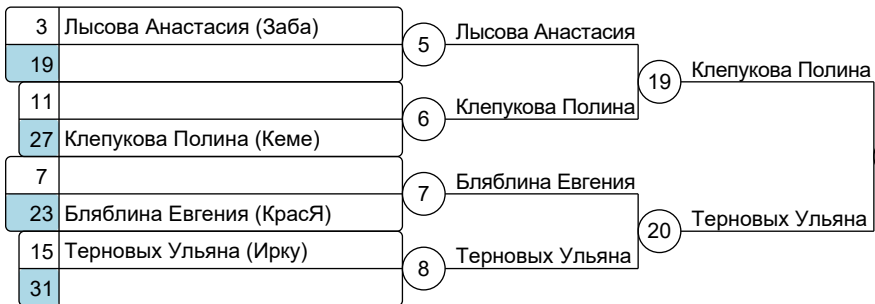 3 Лысова Анастасия (Заба)
19
5
Лысова Анастасия
11
27 Клепукова Полина (Кеме)
6
Клепукова Полина
19
Клепукова Полина
7
23 Бляблина Евгения (КрасЯ)
7
Бляблина Евгения
15 Терновых Ульяна (Ирку)
31
8
Терновых Ульяна
20
Терновых Ульяна